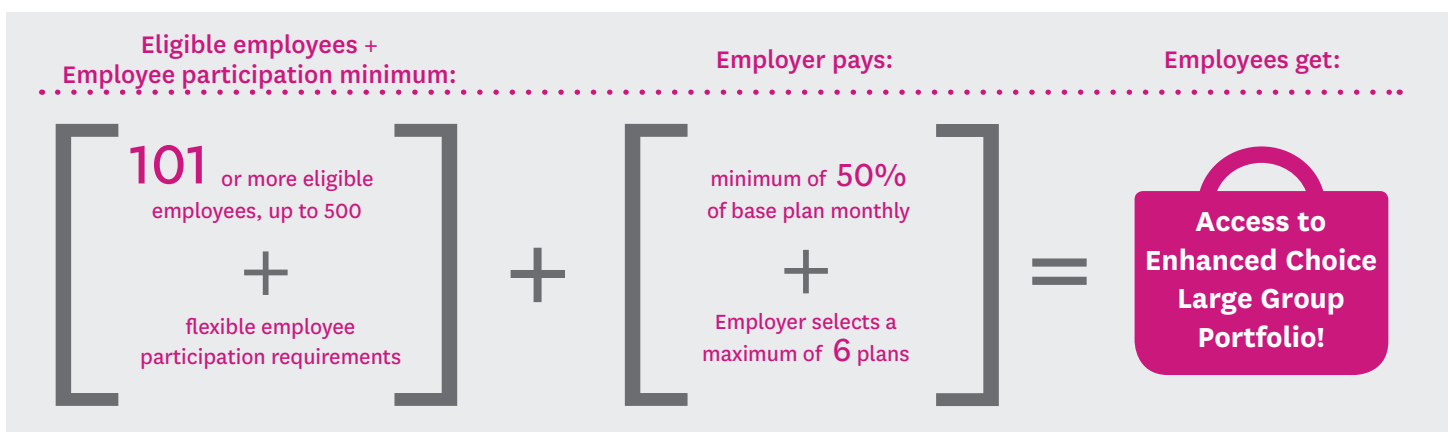 Eligible employees +
Employee participation minimum:
Employer pays:
Employees get:
101 or more eligible
employees, up to 500
+
flexible employee
participation requirements
+
minimum of 50%
of base plan monthly
+
Employer selects a
maximum of 6 plans
=
Access to
Enhanced Choice
Large Group
Portfolio!